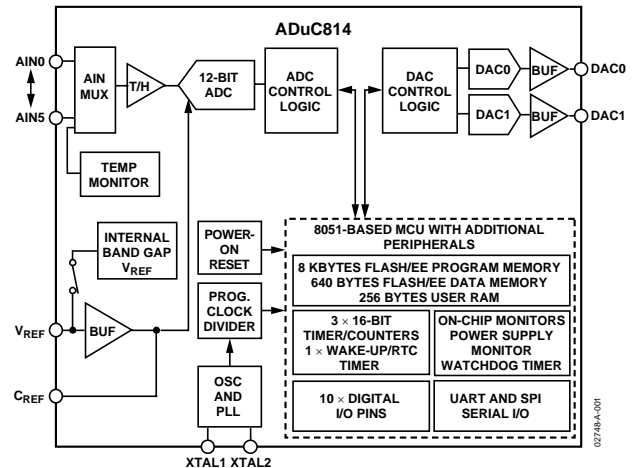 ADuC814
AIN0
AIN5
AIN
MUX
T/H
12-BIT
ADC
ADC
CONTROL
LOGIC
DAC
CONTROL
LOGIC
DAC0
BUF
DAC0
DAC1
BUF
DAC1
TEMP
MONITOR
INTERNAL
BAND GAP
VREF
POWER-
ON
RESET
8051-BASED MCU WITH ADDITIONAL
PERIPHERALS
8 KBYTES FLASH/EE PROGRAM MEMORY
640 BYTES FLASH/EE DATA MEMORY
256 BYTES USER RAM
VREF
BUF
PROG.
CLOCK
DIVIDER
3 × 16-BIT
TIMER/COUNTERS
1 × WAKE-UP/RTC
TIMER
ON-CHIP MONITORS
POWER SUPPLY
MONITOR
WATCHDOG TIMER
CREF
OSC
AND
PLL
10 × DIGITAL
I/O PINS
UART AND SPI
SERIAL I/O
XTAL1 XTAL2
02748-A-001